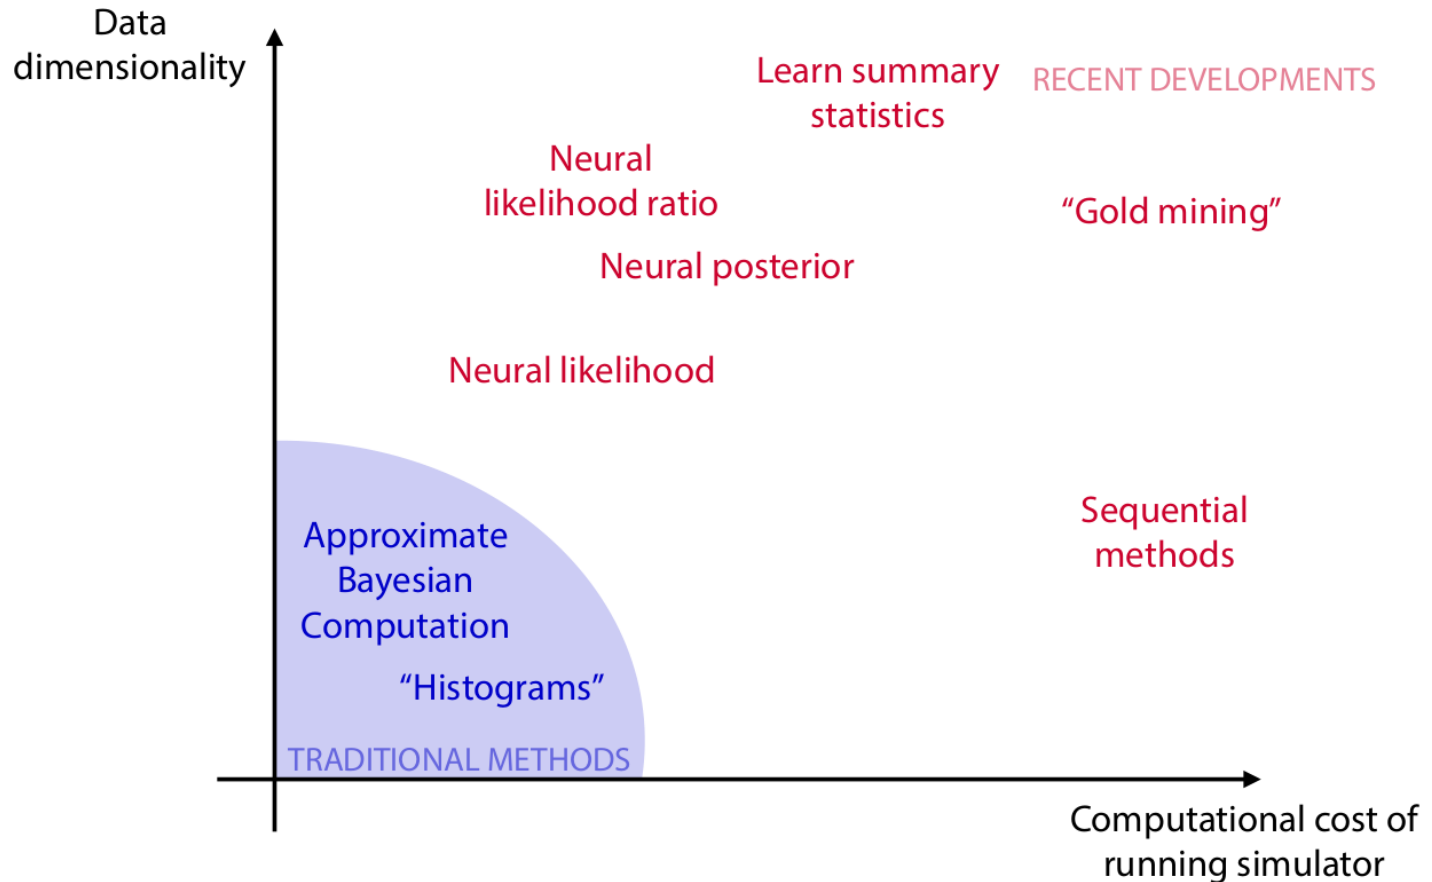 Data
dimensionality
Learn summary
statistics
RECENT DEVELOPMENTS
Neural
likelihood ratio
“Gold mining”
Neural posterior
Neural likelihood
Sequential
methods
Approximate
Bayesian
Computation
“Histograms”
TRADITIONAL METHODS
Computational cost of
running simulator